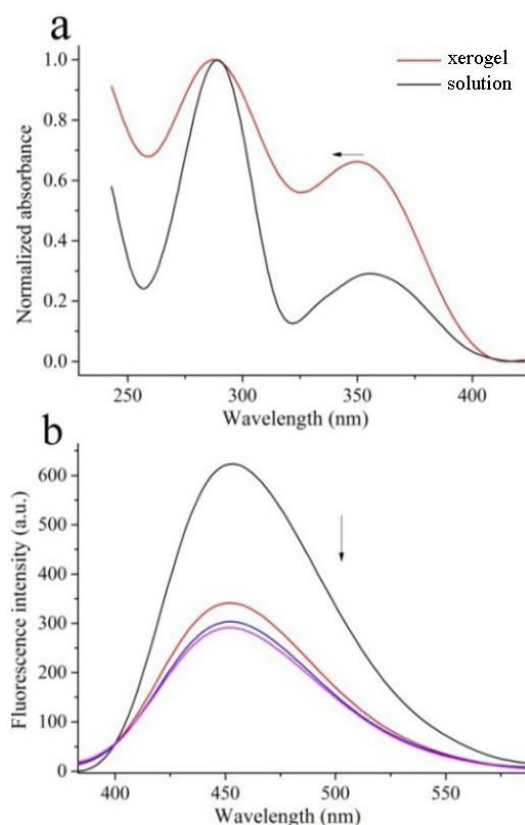 a
xerogel
solution
1.0
0.8
0.6
0.4
0.2
0.0
Normalized absorbance
250 300 350 400
Wavelength (nm)
b
600
500
400
300
200
100
0
Fluorescence intensity (a.u.)
400 450 500 550
Wavelength (nm)